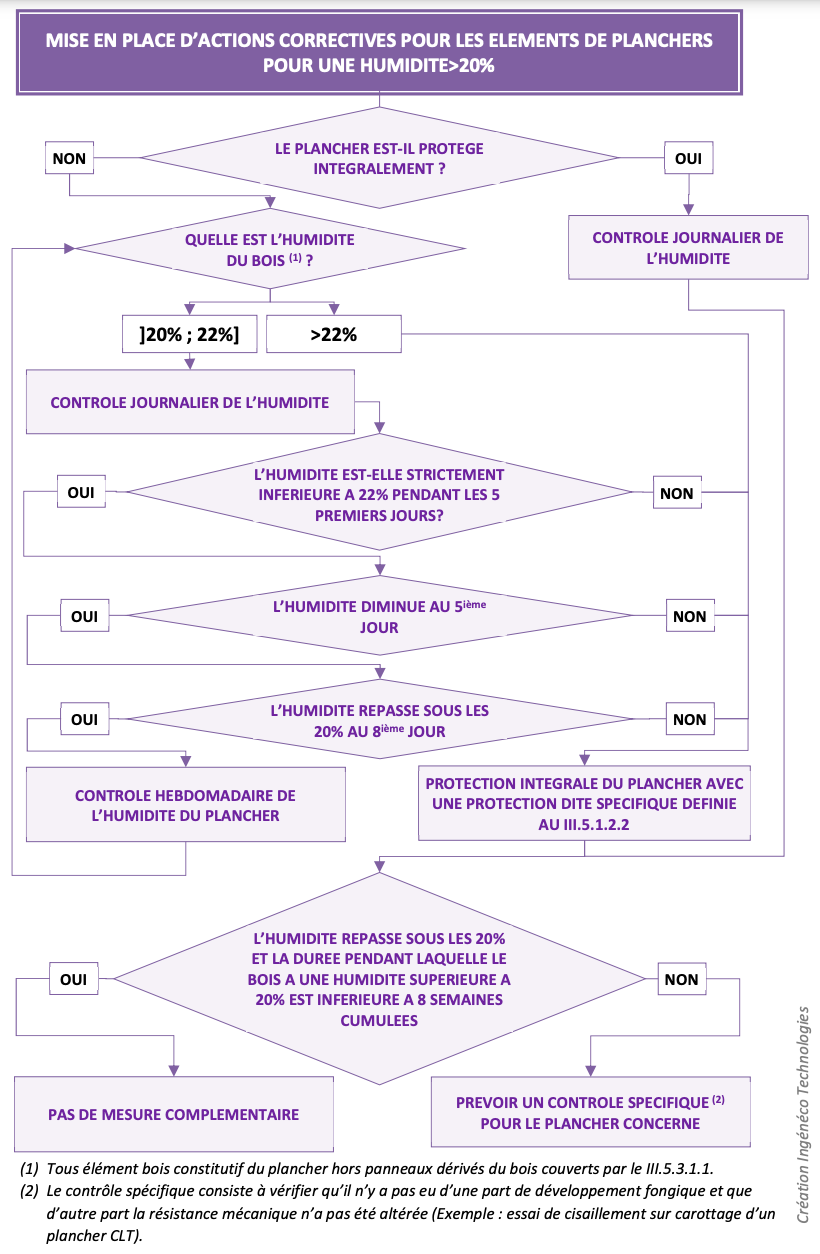 MISE EN PLACE D'ACTIONS CORRECTIVES POUR LES ELEMENTS DE PLANCHERS
POUR UNE HUMIDITE>20%
LE PLANCHER EST-IL PROTEGE
INTEGRALEMENT ?
NON
OUI
QUELLE EST L'HUMIDITE
DU BOIS (1) ?
CONTROLE JOURNALIER DE
L'HUMIDITE
]20% ; 22%]
>22%
CONTROLE JOURNALIER DE L'HUMIDITE
L'HUMIDITE EST-ELLE STRICTEMENT
INFERIEURE A 22% PENDANT LES 5
PREMIERS JOURS?
OUI
NON
L'HUMIDITE DIMINUE AU 5ième
JOUR
OUI
NON
L'HUMIDITE REPASSE SOUS LES
20% AU 8ième JOUR
OUI
NON
CONTROLE HEBDOMADAIRE DE
L'HUMIDITE DU PLANCHER
PROTECTION INTEGRALE DU PLANCHER AVEC
UNE PROTECTION DITE SPECIFIQUE DEFINIE
AU III.5.1.2.2
L'HUMIDITE REPASSE SOUS LES 20%
ET LA DUREE PENDANT LAQUELLE LE
BOIS A UNE HUMIDITE SUPERIEURE A
20% EST INFERIEURE A 8 SEMAINES
CUMULEES
OUI
NON
PAS DE MESURE COMPLEMENTAIRE
PREVOIR UN CONTROLE SPECIFIQUE (2)
POUR LE PLANCHER CONCERNE
(1) Tous élément bois constitutif du plancher hors panneaux dérivés du bois couverts par le III.5.3.1.1.
(2) Le contrôle spécifique consiste à vérifier qu'il n'y a pas eu d'une part de développement fongique et que
d'autre part la résistance mécanique n'a pas été altérée (Exemple : essai de cisaillement sur carottage d'un
plancher CLT).
Création Ingénéco Technologies